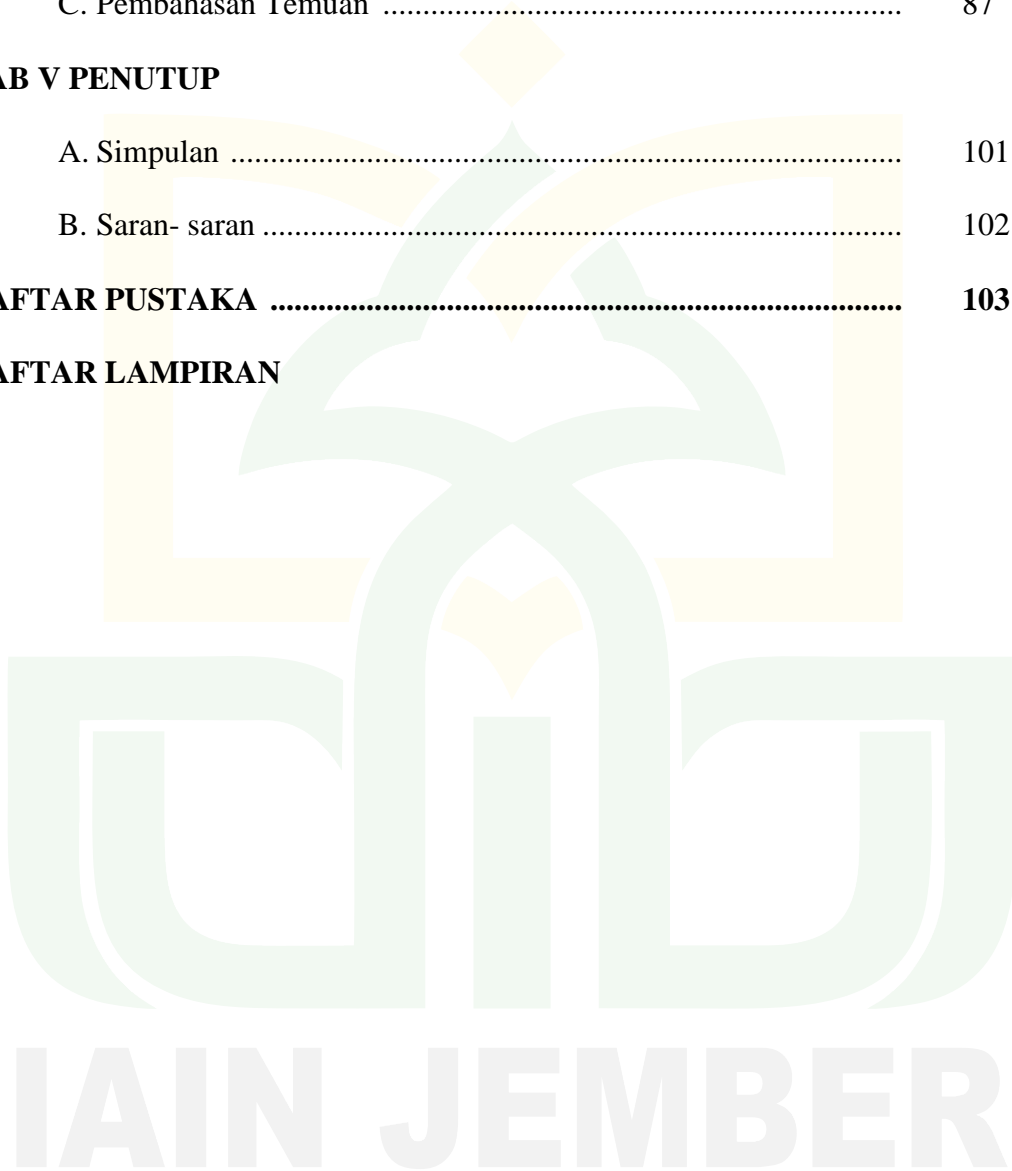 C. Pembahasan Temuan ................................................................. 87
AB V PENUTUP
A. Simpulan .................................................................................... 101
B. Saran- saran ................................................................................ 102
AFTAR PUSTAKA ............................................................................... 103
AFTAR LAMPIRAN
IAIN JEMBER